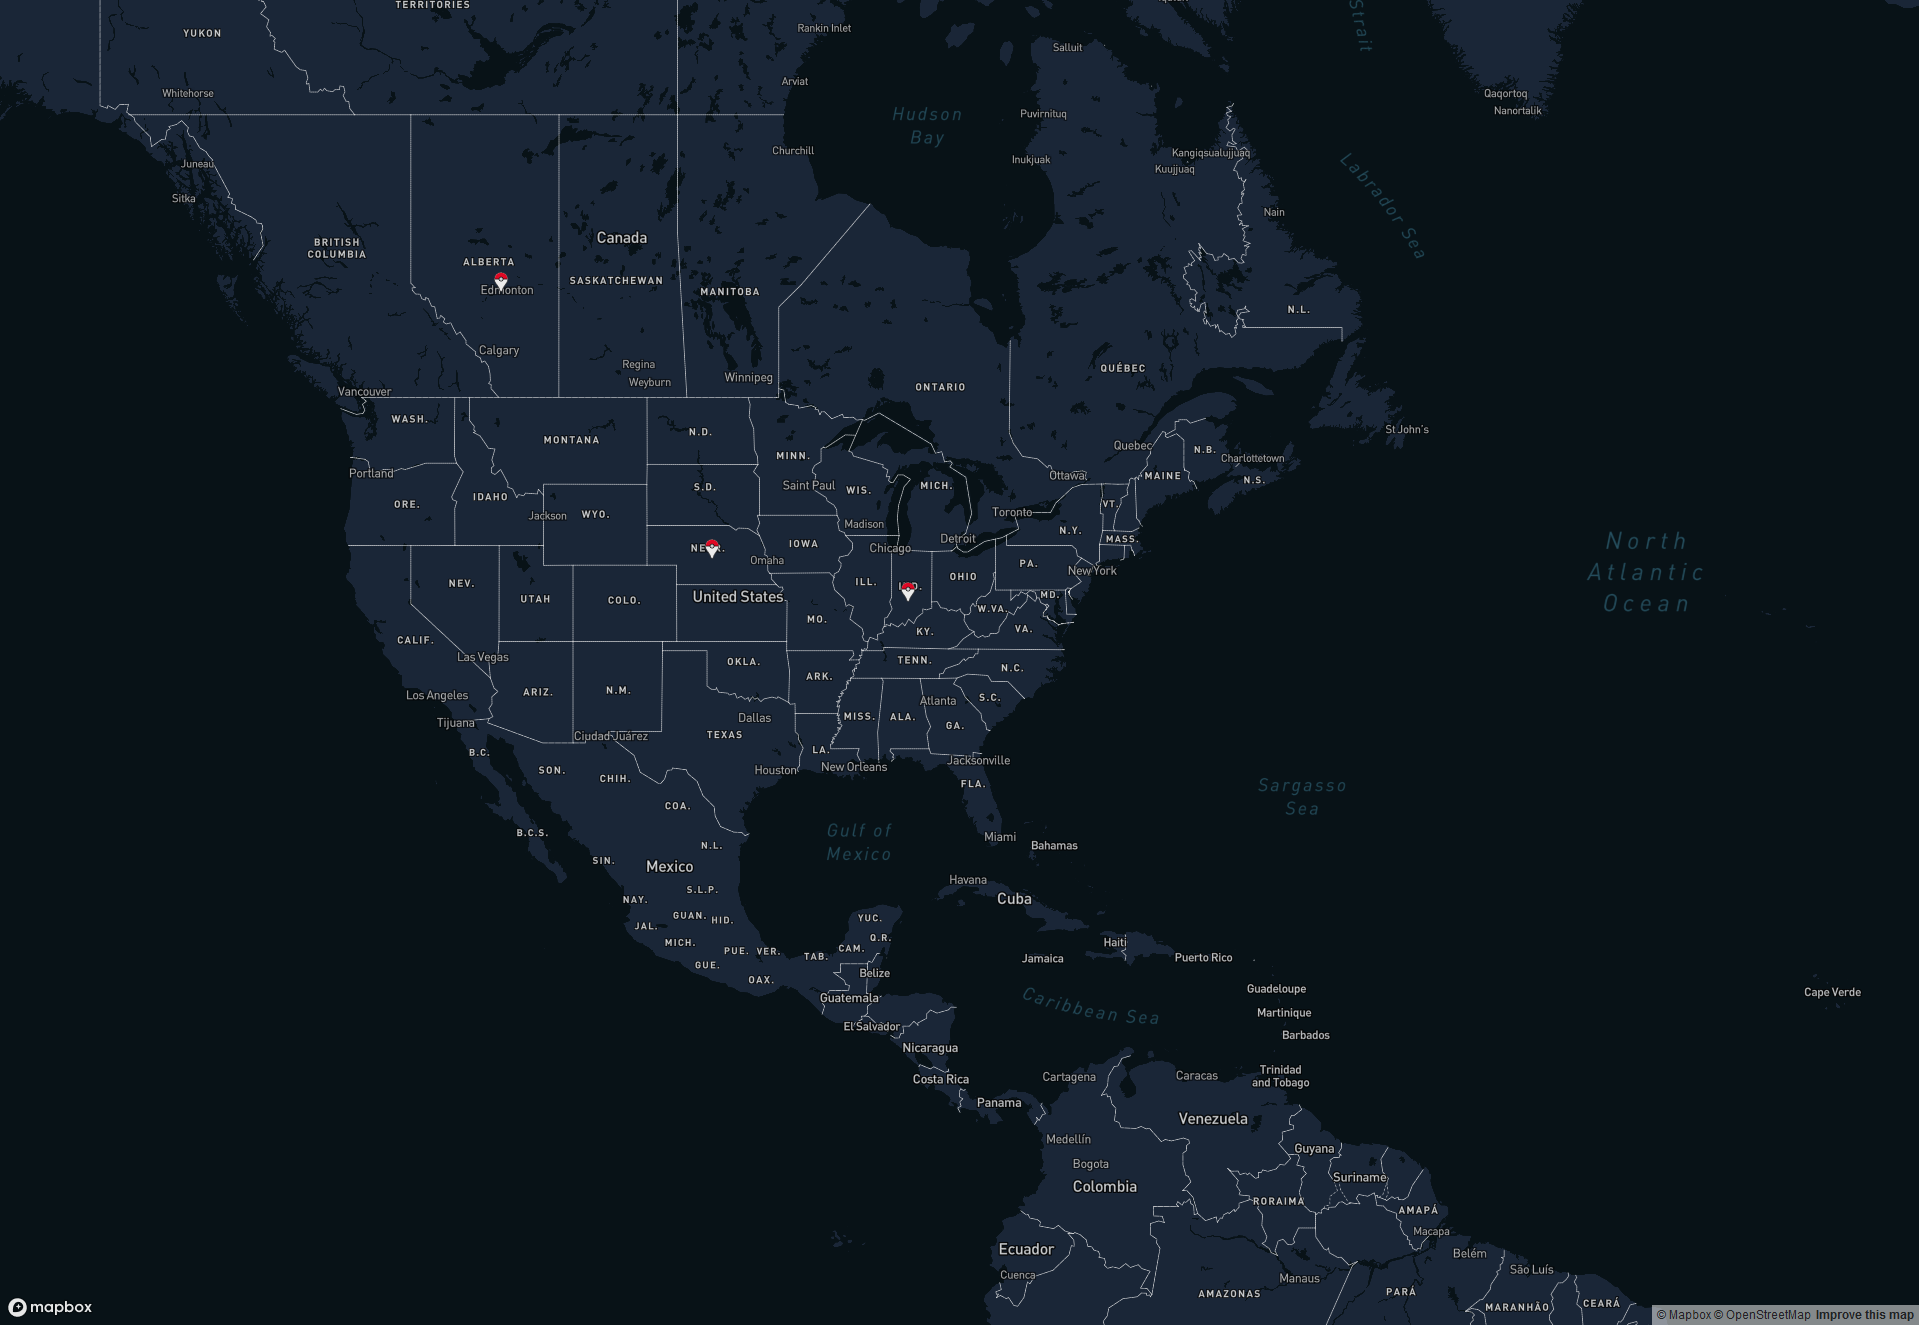 TERRITORIES
YUKON
Rankin Inlet
Salluit
Strait
Whitehorse
Arviat
Qaqortoq
Nanortalik
Hudson
Bay
Puvirnituq
Juneau
Churchill
Inukjuak
Kangiqsualujjuaq
Kuujjuaq
Labrador Sea
Sitka
Nain
Canada
BRITISH
COLUMBIA
ALBERTA
Edmonton
SASKATCHEWAN
MANITOBA
N.L.
Calgary
Regina
Weyburn
Winnipeg
QUÉBEC
ONTARIO
Vancouver
WASH.
MONTANA
N.D.
MINN.
Quebec
N.B.
Charlottetown
St John's
Portland
Ottawa
MAINE
N.S.
ORE.
IDAHO
S.D.
Saint Paul
WIS.
MICH.
VT.
Jackson
WYO.
Madison
Toronto
N.Y.
MASS.
IOWA
Chicago
Detroit
North
Atlantic
Ocean
Omaha
PA.
New York
NEV.
UTAH
COLO.
United States
ILL.
OHIO
MD.
W.VA.
CALIF.
MO.
KY.
VA.
Las Vegas
OKLA.
TENN.
N.C.
Los Angeles
ARIZ.
N.M.
ARK.
Atlanta
S.C.
Tijuana
Ciudad Juárez
Dallas
TEXAS
MISS.
ALA.
GA.
B.C.
SON.
CHIH.
Houston
LA.
New Orleans
Jacksonville
FLA.
Sargasso
Sea
COA.
B.C.S.
Gulf of
Mexico
Miami
Bahamas
N.L.
SIN.
Mexico
Havana
Cuba
S.L.P.
NAY.
GUAN.
HID.
YUC.
JAL.
MICH.
PUE.
VER.
TAB.
CAM.
Q.R.
Haiti
Jamaica
Puerto Rico
GUE.
OAX.
Belize
Guatemala
Caribbean Sea
Guadeloupe
Martinique
Barbados
Cape Verde
El Salvador
Nicaragua
Costa Rica
Cartagena
Caracas
Trinidad
and Tobago
Panama
Venezuela
Medellín
Guyana
Bogota
Colombia
Suriname
RORAIMA
AMAPÁ
Macapa
Ecuador
Belém
Cuenca
São Luís
Manaus
AMAZONAS
PARÁ
MARANHÃO
CEARÁ
mapbox
© Mapbox © OpenStreetMap Improve this map